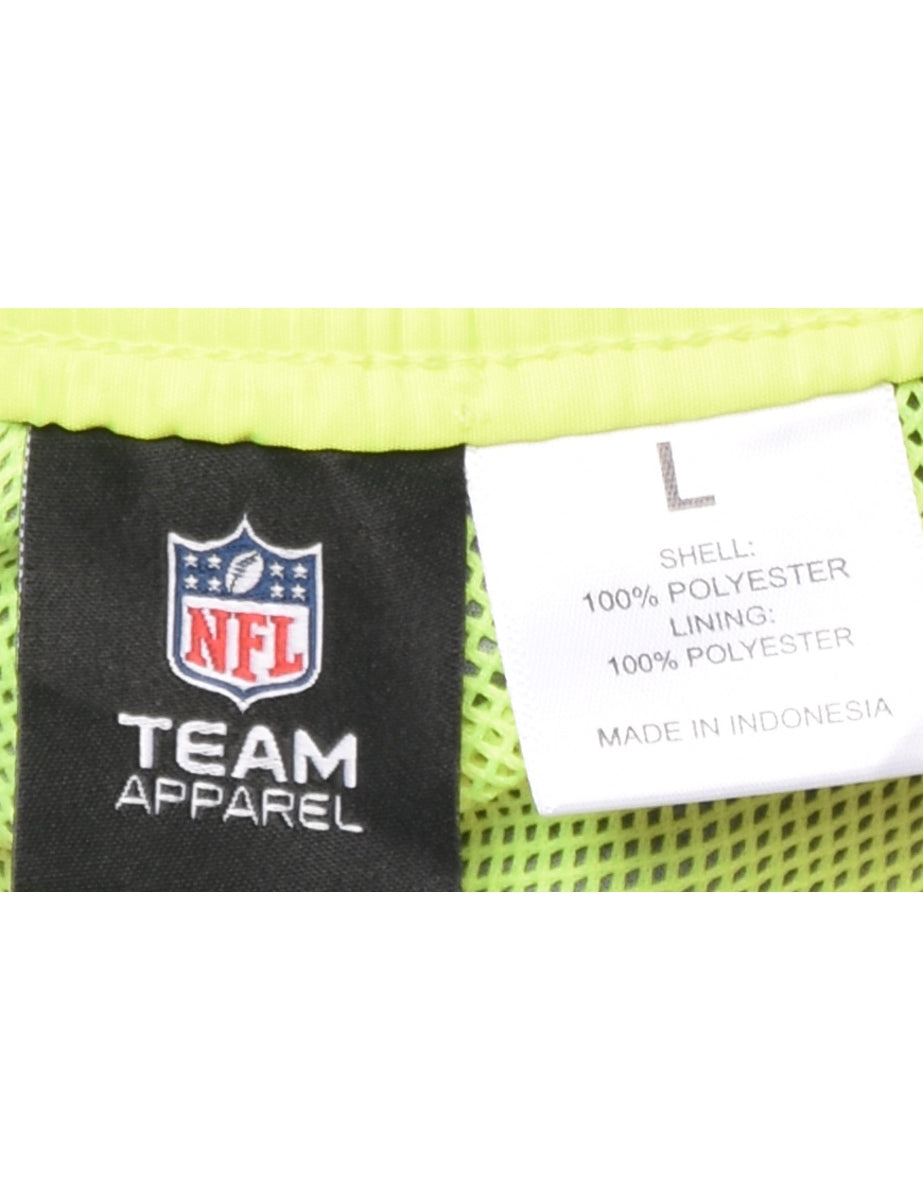 NFL
TEAM
APPAREL
L
SHELL:
100% POLYESTER
LINING:
100% POLYESTER
MADE IN INDONESIA